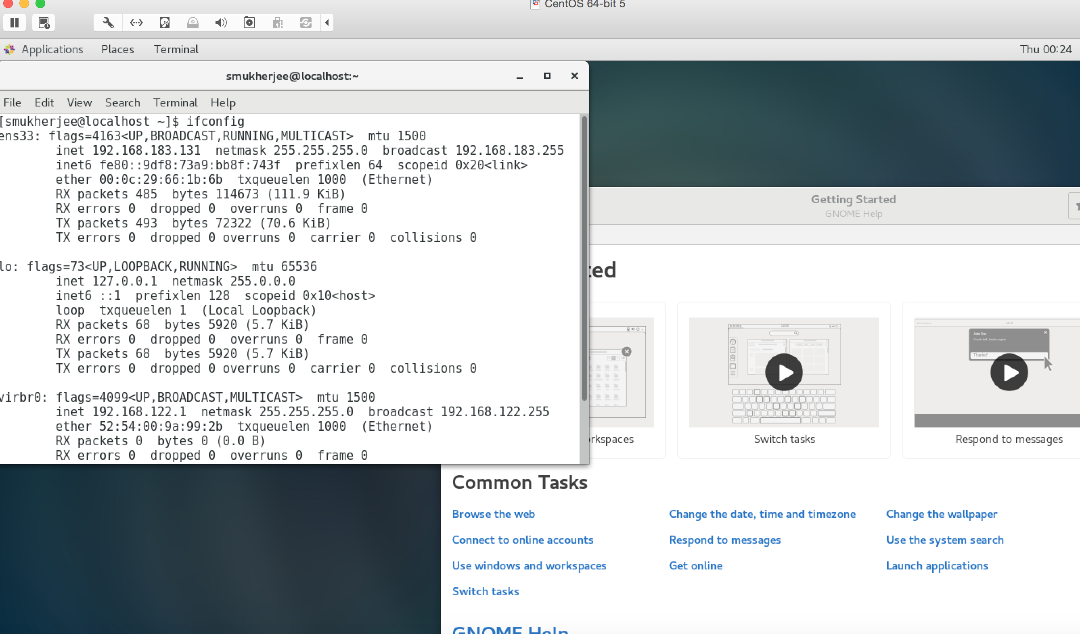 CentOS 64-bit 5
Applications Places Terminal Thu 00:24
smukherjee@localhost:~
File Edit View Search Terminal Help
[smukherjee@localhost ~]$ ifconfig
ens33: flags=4163<UP,BROADCAST,RUNNING,MULTICAST> mtu 1500
inet 192.168.183.131 netmask 255.255.255.0 broadcast 192.168.183.255
inet6 fe80::9df8:73a9:bb8f:743f prefixlen 64 scopeid 0x20<link>
ether 00:0c:29:66:1b:6b txqueuelen 1000 (Ethernet)
RX packets 485 bytes 114673 (111.9 KiB)
RX errors 0 dropped 0 overruns 0 frame 0
TX packets 493 bytes 72322 (70.6 KiB)
TX errors 0 dropped 0 overruns 0 carrier 0 collisions 0
lo: flags=73<UP,LOOPBACK,RUNNING> mtu 65536
inet 127.0.0.1 netmask 255.0.0.0
inet6 ::1 prefixlen 128 scopeid 0x10<host>
loop txqueuelen 1 (Local Loopback)
RX packets 68 bytes 5920 (5.7 KiB)
RX errors 0 dropped 0 overruns 0 frame 0
TX packets 68 bytes 5920 (5.7 KiB)
TX errors 0 dropped 0 overruns 0 carrier 0 collisions 0
virbr0: flags=4099<UP,BROADCAST,MULTICAST> mtu 1500
inet 192.168.122.1 netmask 255.255.255.0 broadcast 192.168.122.255
ether 52:54:00:9a:99:2b txqueuelen 1000 (Ethernet)
RX packets 0 bytes 0 (0.0 B)
RX errors 0 dropped 0 overruns 0 frame 0
Getting Started
GNOME Help
ted
rkspaces
Switch tasks
Respond to messages
Common Tasks
Browse the web
Change the date, time and timezone
Change the wallpaper
Connect to online accounts
Respond to messages
Use the system search
Use windows and workspaces
Get online
Launch applications
Switch tasks
GNOME Help